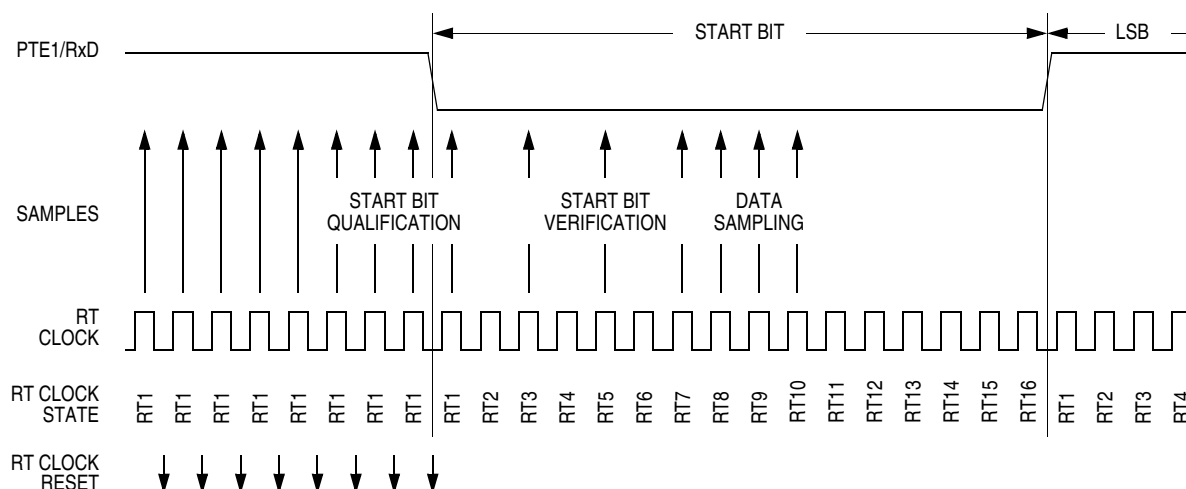 START BIT
LSB
PTE1/RxD
SAMPLES
START BIT
QUALIFICATION
START BIT
VERIFICATION
DATA
SAMPLING
RT
CLOCK
RT CLOCK
STATE
RT1 RT1 RT1 RT1 RT1 RT1 RT1 RT1 RT1 RT2 RT3 RT4 RT5 RT6 RT7 RT8 RT9 RT10 RT11 RT12 RT13 RT14 RT15 RT16 RT1 RT2 RT3 RT4
RT CLOCK
RESET